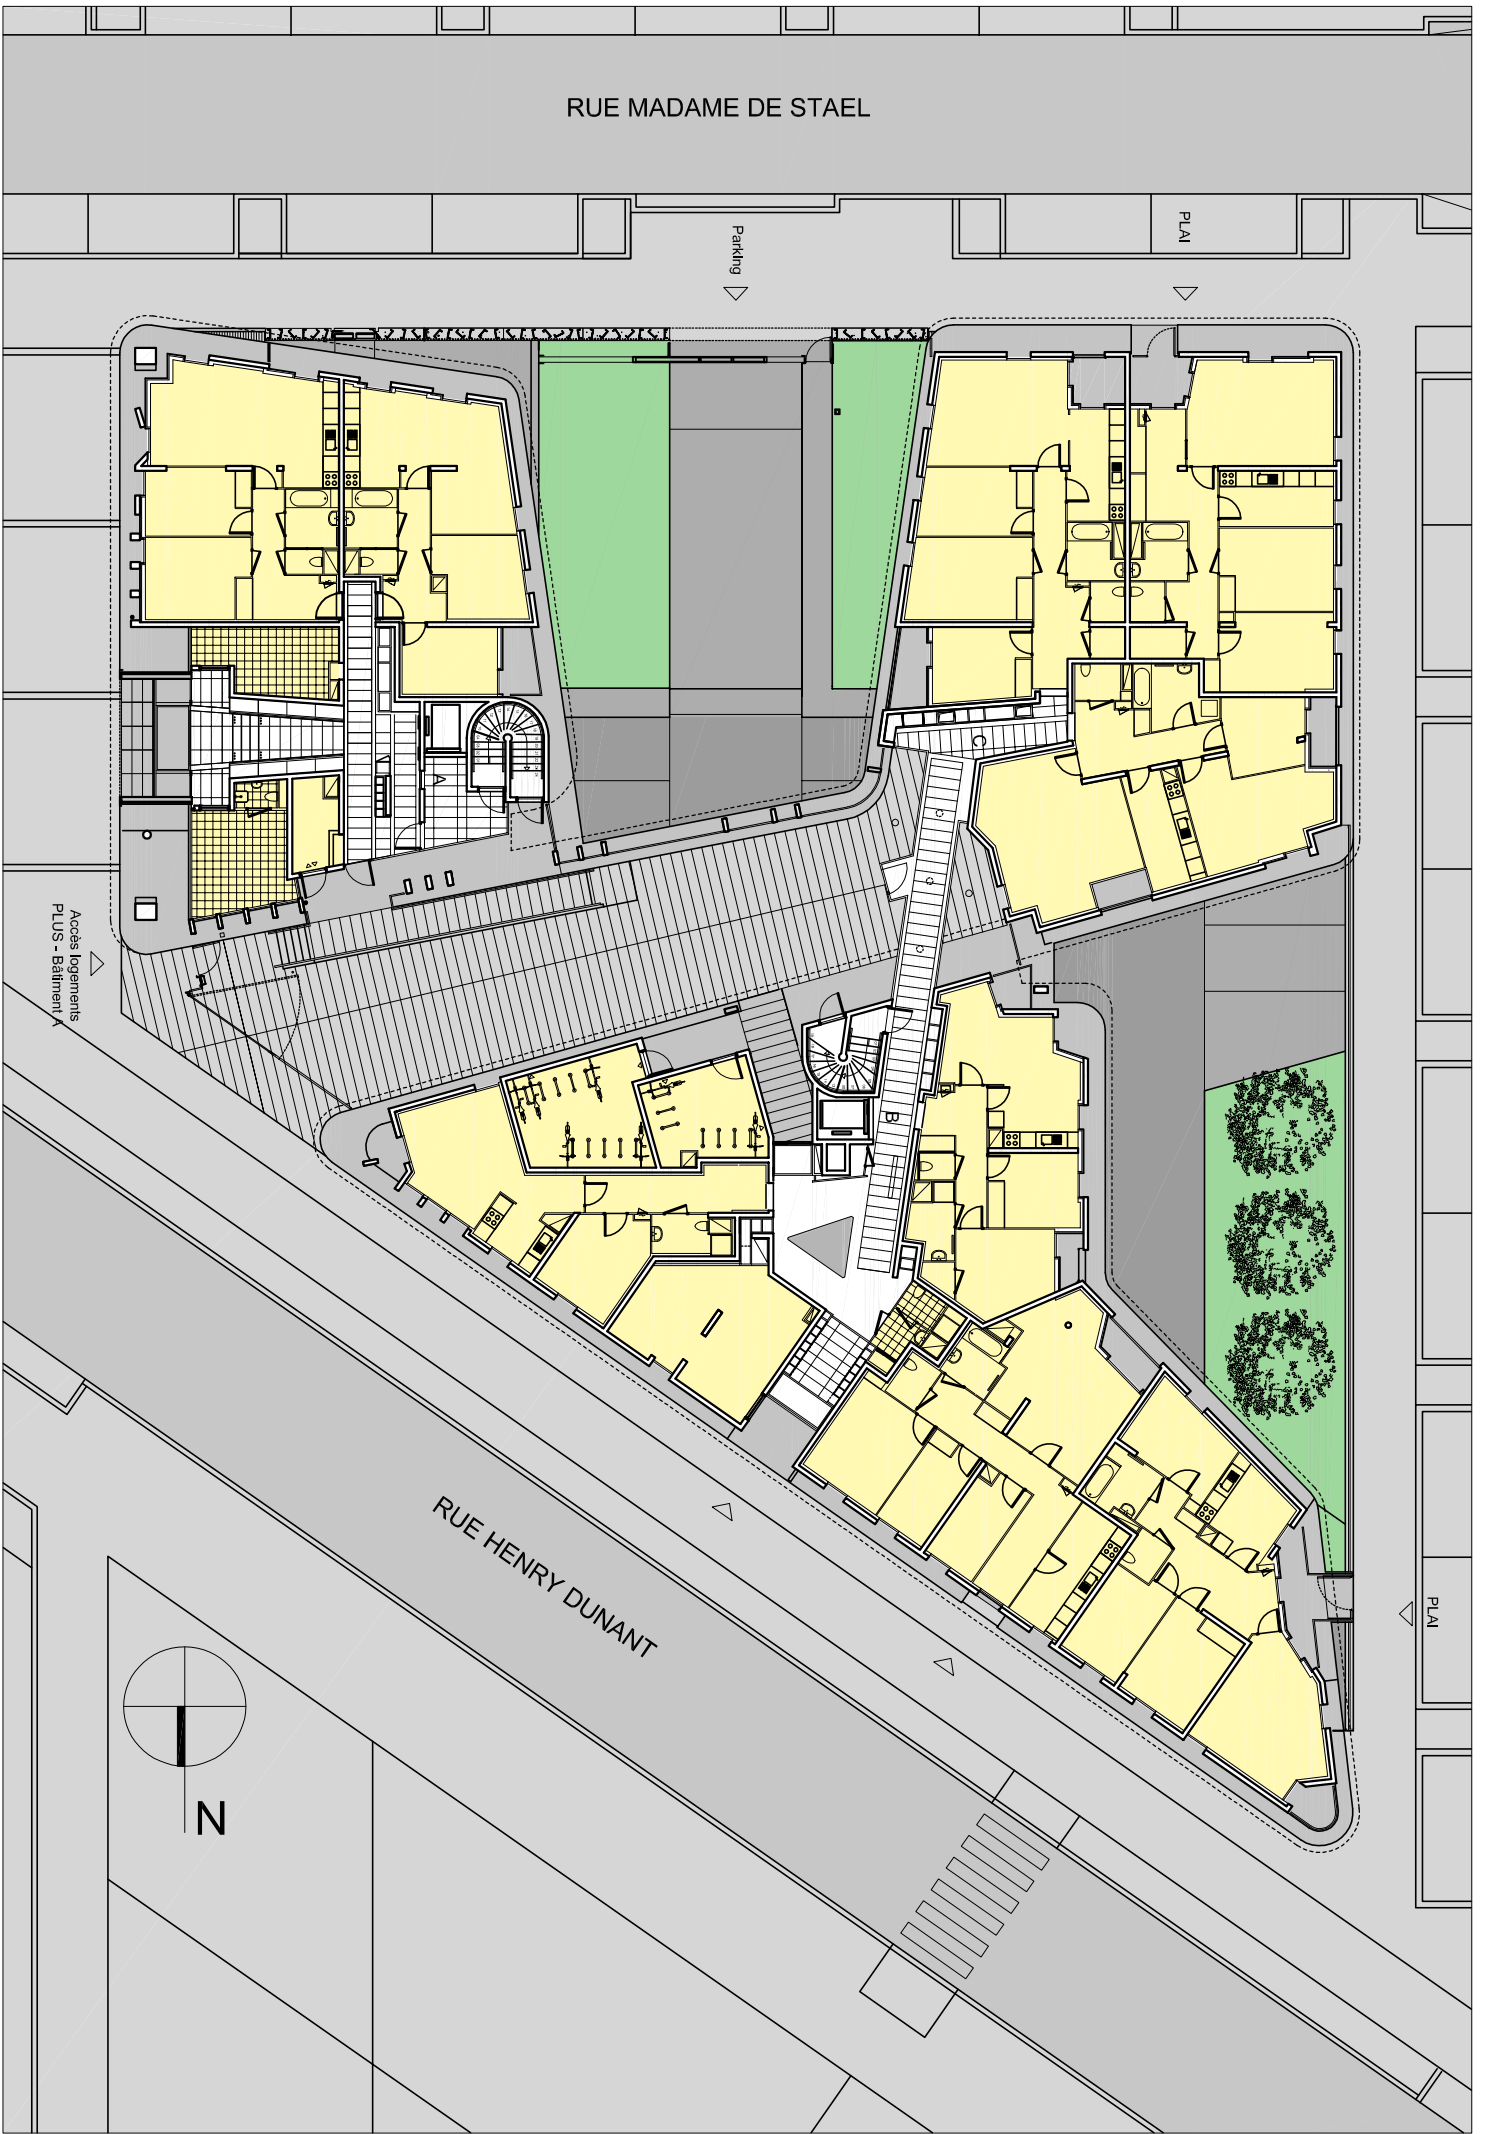 RUE MADAME DE STAEL
Parking
PLAI
C
A
Accès logements
PLUS - Bâtiment A
B
RUE HENRY DUNANT
PLAI
N